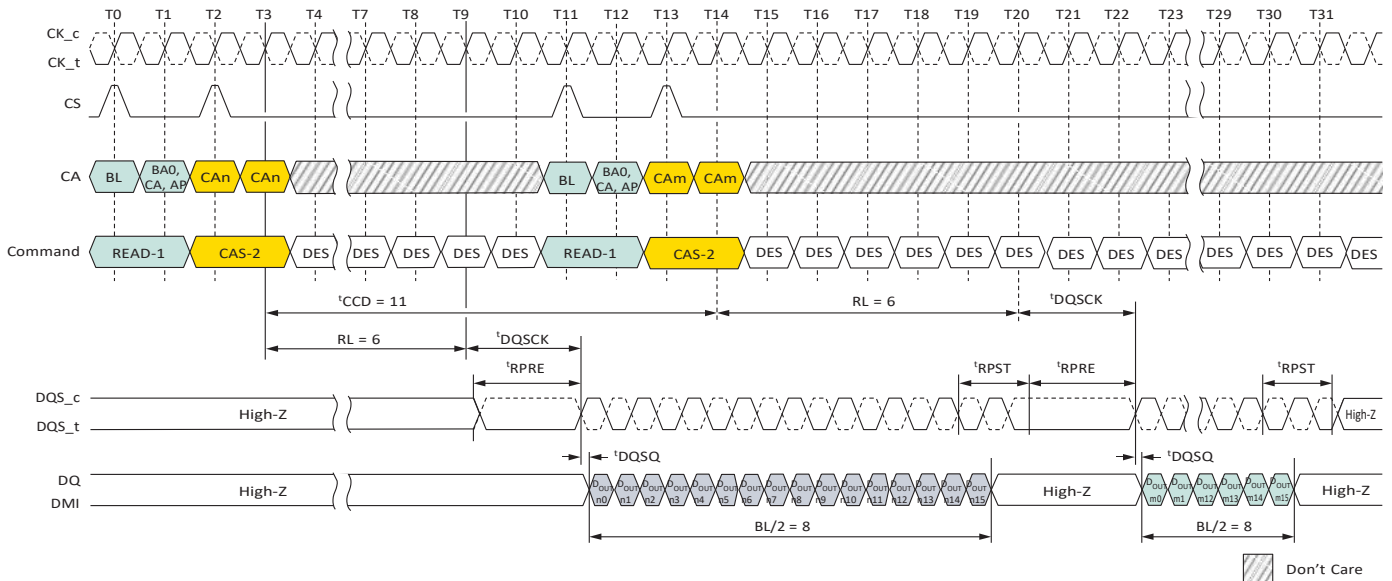 T0 T1 T2 T3 T4 T7 T8 T9 T10 T11 T12 T13 T14 T15 T16 T17 T18 T19 T20 T21 T22 T23 T29 T30 T31
CK_c
CK_t
CS
CA BL BA0, CA, AP CAn CAn BL BA0, CA, AP CAm CAm
Command READ-1 CAS-2 DES DES DES DES DES READ-1 CAS-2 DES DES DES DES DES DES DES DES DES DES DES DES DES
tCCD = 11 RL = 6 tDQSCK
RL = 6 tDQSCK
tRPRE tRPST tRPRE tRPST
DQS_c
DQS_t
High-Z High-Z
tDQSQ tDQSQ
DQ
DMI
High-Z DOUT n0 DOUT n1 DOUT n2 DOUT n3 DOUT n4 DOUT n5 DOUT n6 DOUT n7 DOUT n8 DOUT n9 DOUT n10 DOUT n11 DOUT n12 DOUT n13 DOUT n14 DOUT n15 High-Z DOUT m0 DOUT m1 DOUT m12 DOUT m13 DOUT m14 DOUT m15 High-Z
BL/2 = 8 BL/2 = 8
Don't Care